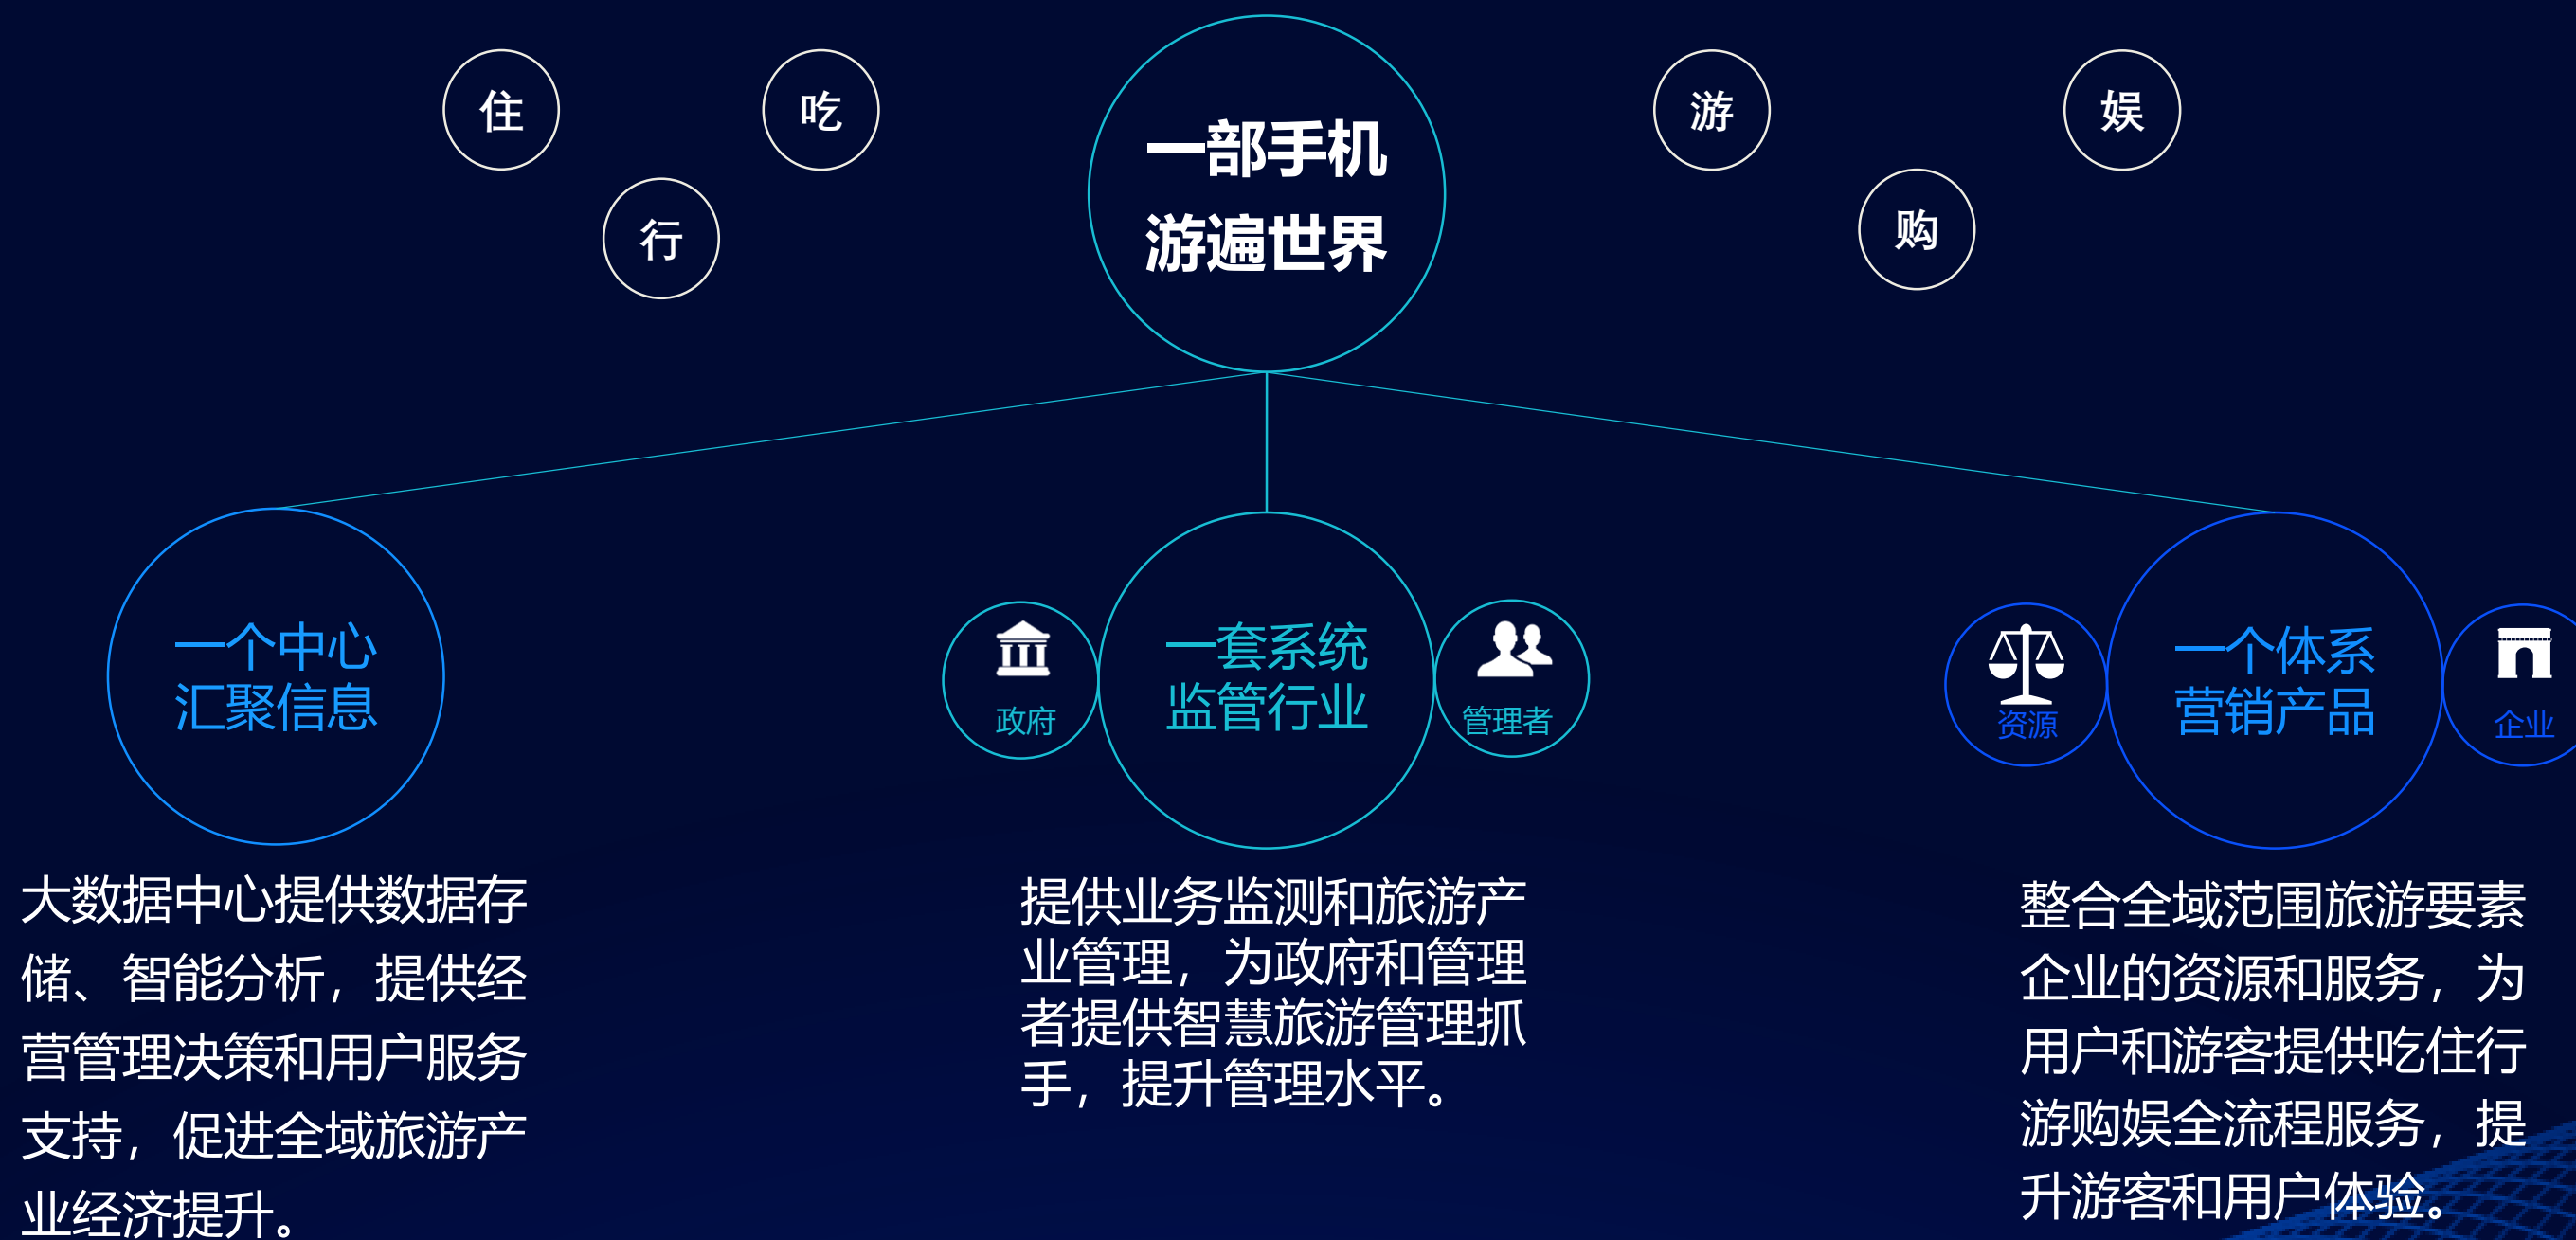 住
吃
行
一部手机
游遍世界
游
娱
购
一个中心
汇聚信息
政府
一套系统
监管行业
管理者
资源
一个体系
营销产品
企业
大数据中心提供数据存
储、智能分析，提供经
营管理决策和用户服务
支持，促进全域旅游产
业经济提升。
提供业务监测和旅游产
业管理，为政府和管理
者提供智慧旅游管理抓
手，提升管理水平。
整合全域范围旅游要素
企业的资源和服务，为
用户和游客提供吃住行
游购娱全流程服务，提
升游客和用户体验。